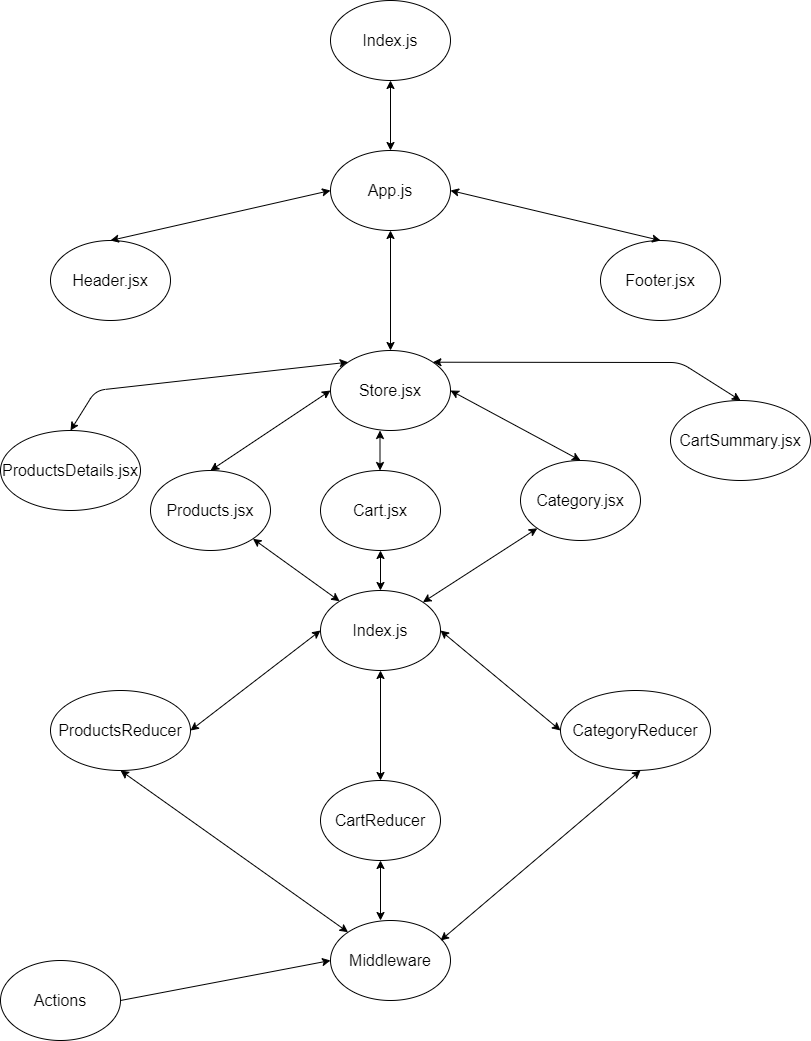 Index.js
App.js
Header.jsx
Footer.jsx
Store.jsx
ProductsDetails.jsx
CartSummary.jsx
Products.jsx
Cart.jsx
Category.jsx
Index.js
ProductsReducer
CategoryReducer
CartReducer
Middleware
Actions